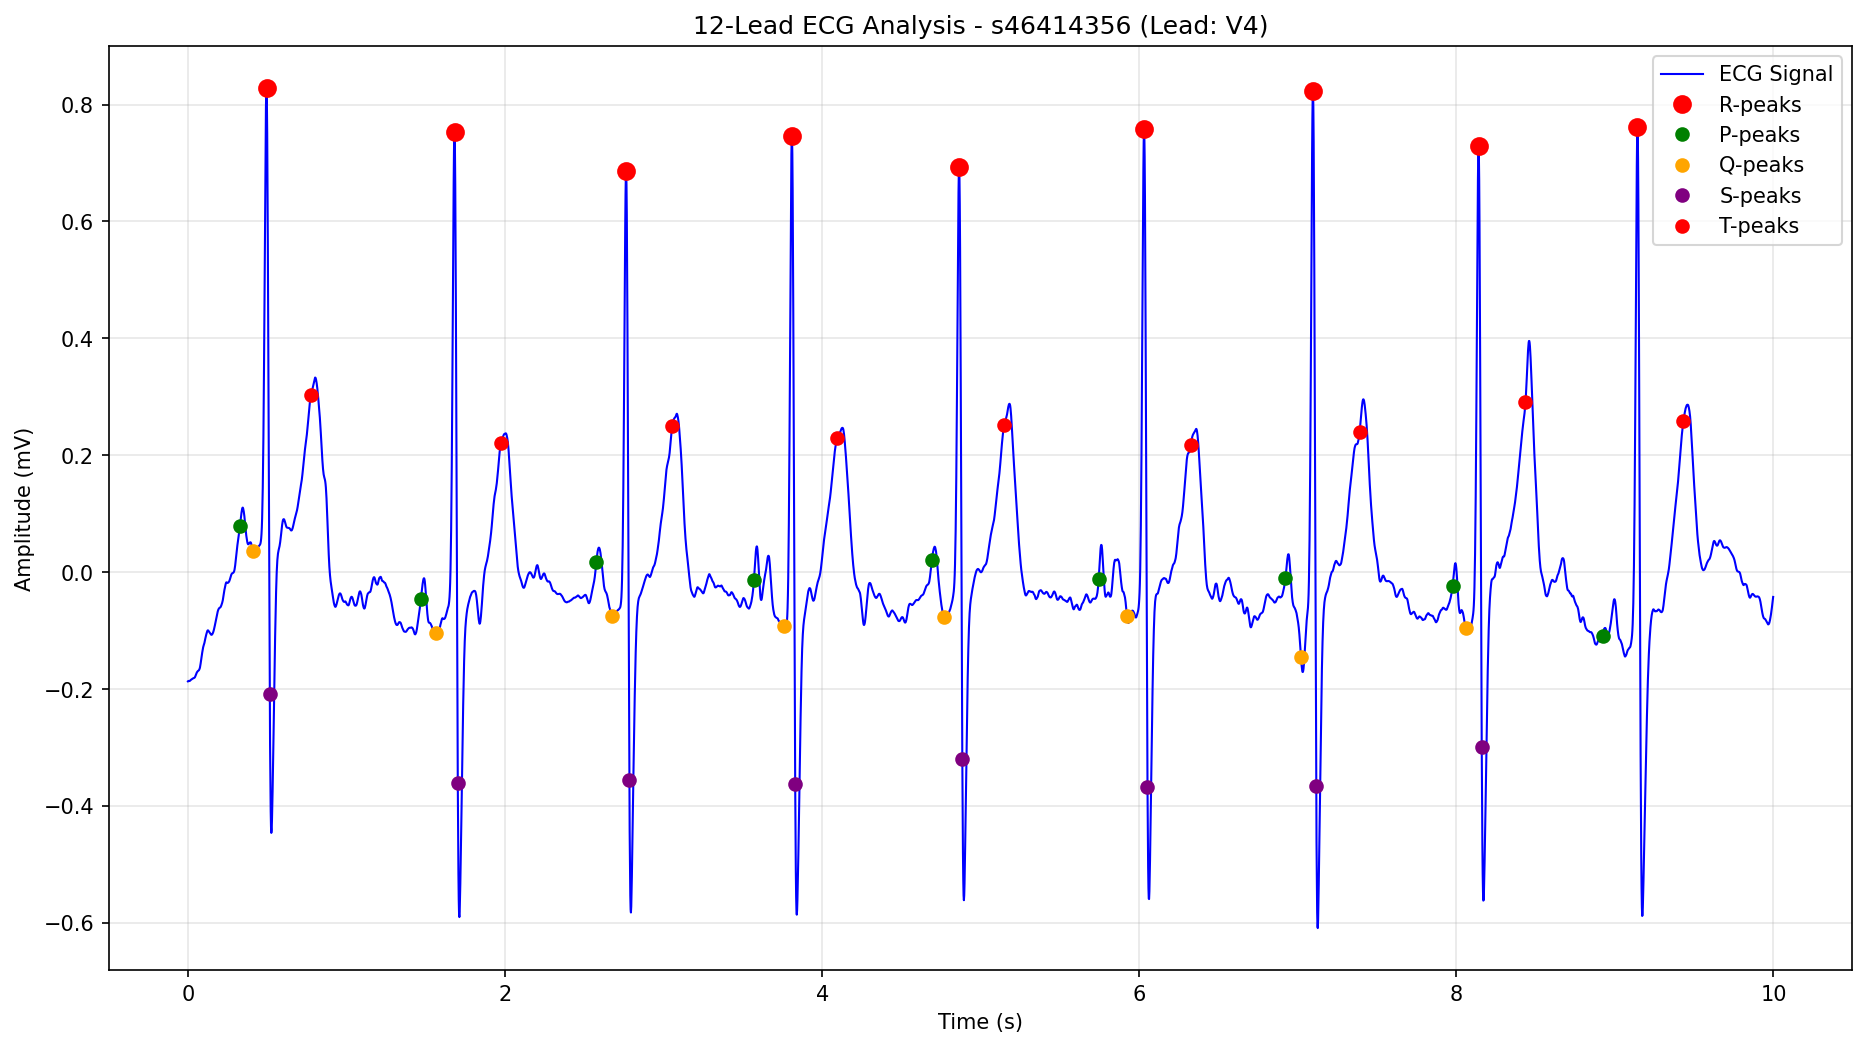 12-Lead ECG Analysis - s46414356 (Lead: V4)
ECG Signal
R-peaks
P-peaks
Q-peaks
S-peaks
T-peaks
Amplitude (mV)
0.8
0.6
0.4
0.2
0.0
−0.2
−0.4
−0.6
0 2 4 6 8 10
Time (s)